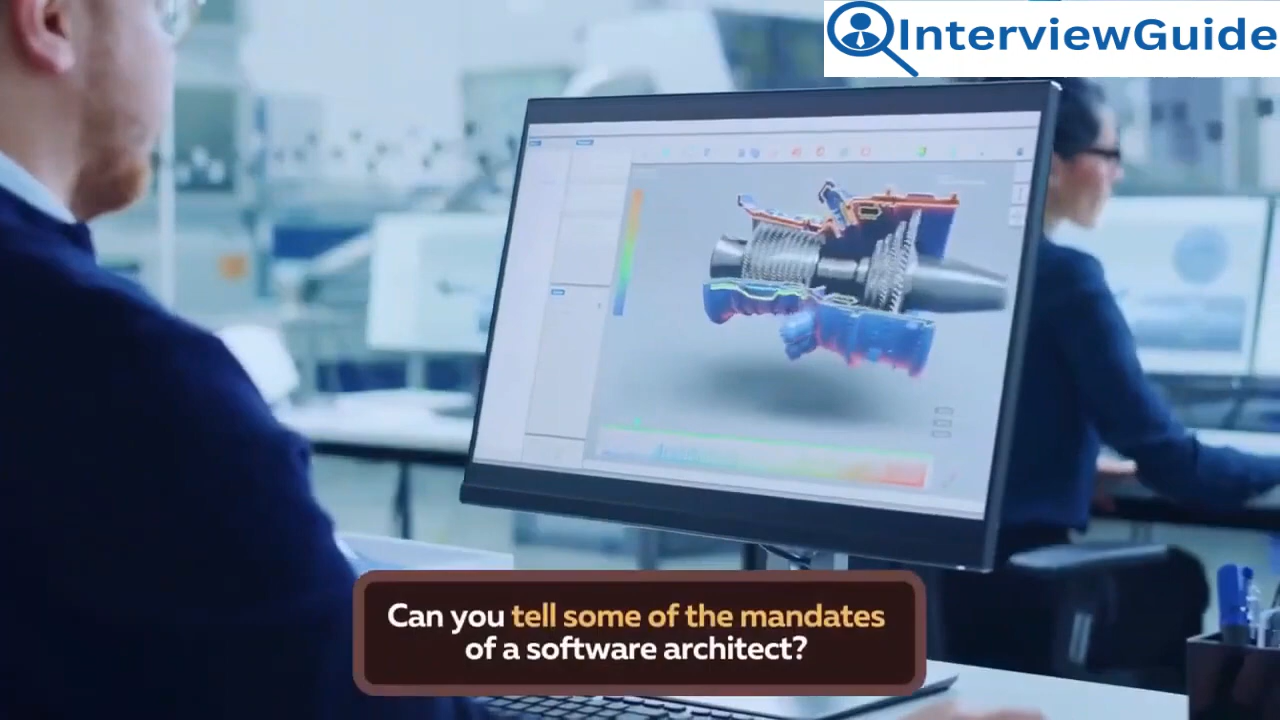 InterviewGuide
Can you tell some of the mandates
of a software architect?